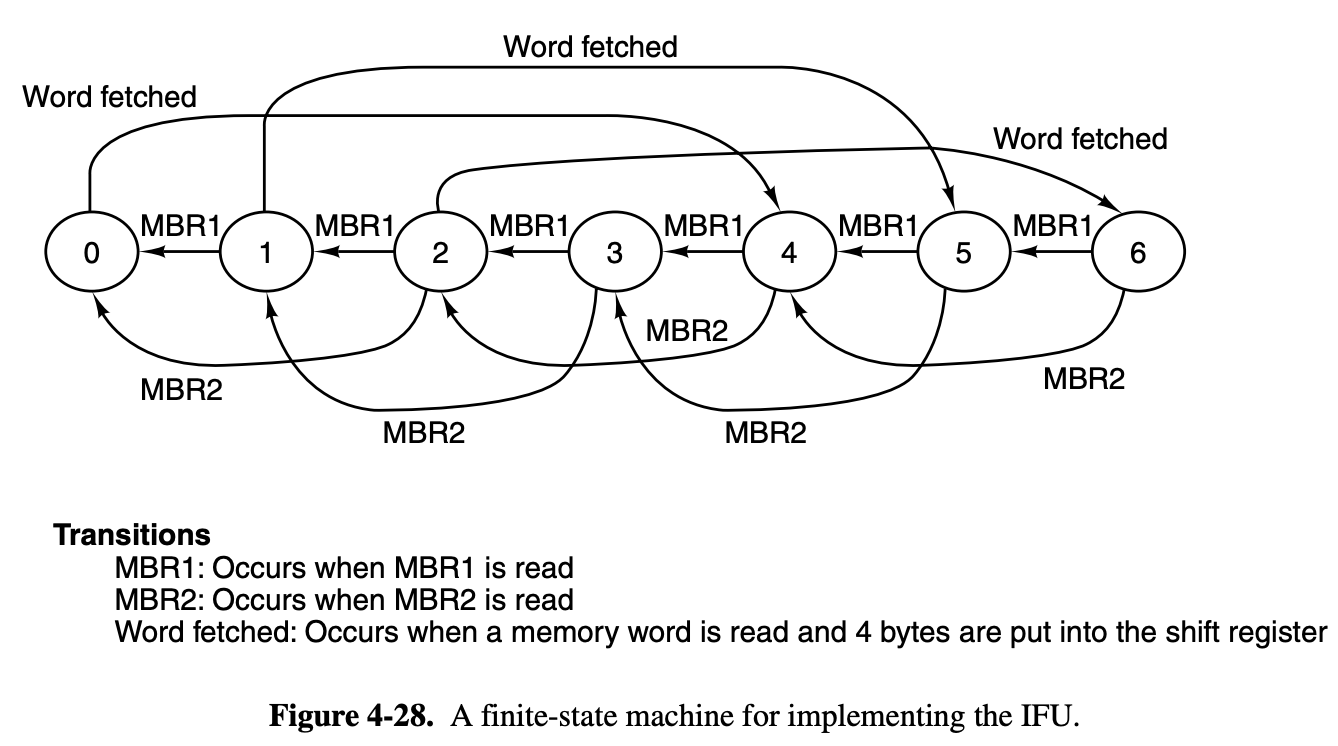 Word fetched
Word fetched
Word fetched
MBR1 MBR1 MBR1 MBR1 MBR1 MBR1
0 1 2 3 4 5 6
MBR2
MBR2
MBR2
MBR2
MBR2
Transitions
MBR1: Occurs when MBR1 is read
MBR2: Occurs when MBR2 is read
Word fetched: Occurs when a memory word is read and 4 bytes are put into the shift register
Figure 4-28. A finite-state machine for implementing the IFU.